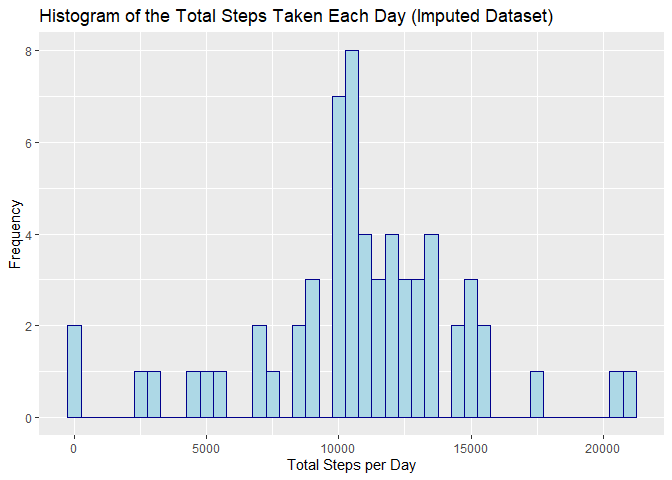 Histogram of the Total Steps Taken Each Day (Imputed Dataset)
8
6
4
2
0
Frequency
0 5000 10000 15000 20000
Total Steps per Day